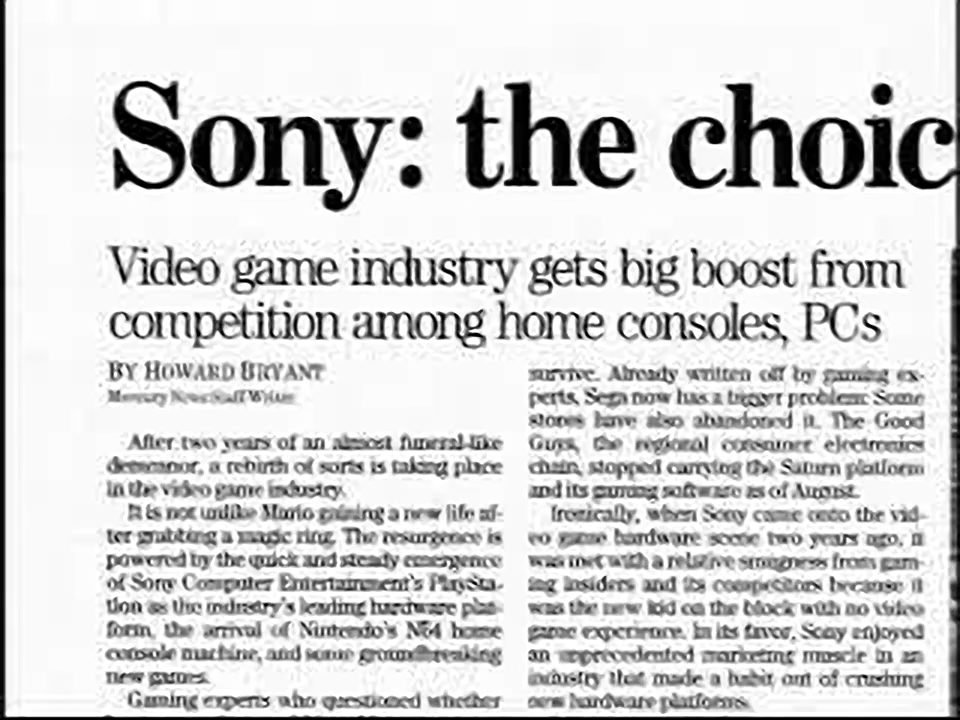 Sony: the choic
Video game industry gets big boost from
competition among home consoles, PCs
BY HOWARD BRYANT
Mercury News Staff Writer
After two years of an almost funeral-like
demeanor, a rebirth of sorts is taking place
in the video game industry.
It is not unlike Mario gaining a new life af-
ter grabbing a magic ring. The resurgence is
powered by the quick and steady emergence
of Sony Computer Entertainment's PlaySta-
tion as the industry's leading hardware plat-
form, the arrival of Nintendo's N64 home
console machine, and some groundbreaking
new games.
Gaming experts who questioned whether
survive. Already written off by gaming ex-
perts, Sega now has a bigger problem: Some
stores have also abandoned it. The Good
Guys, the regional consumer electronics
chain, stopped carrying the Saturn platform
and its gaming software as of August.
Ironically, when Sony came onto the vid-
eo game hardware scene two years ago, it
was met with a relative smugness from gam-
ing insiders and its competitors because it
was the new kid on the block with no video
game experience. In its favor, Sony enjoyed
an unprecedented marketing muscle in an
industry that made a habit out of crushing
new hardware platforms.